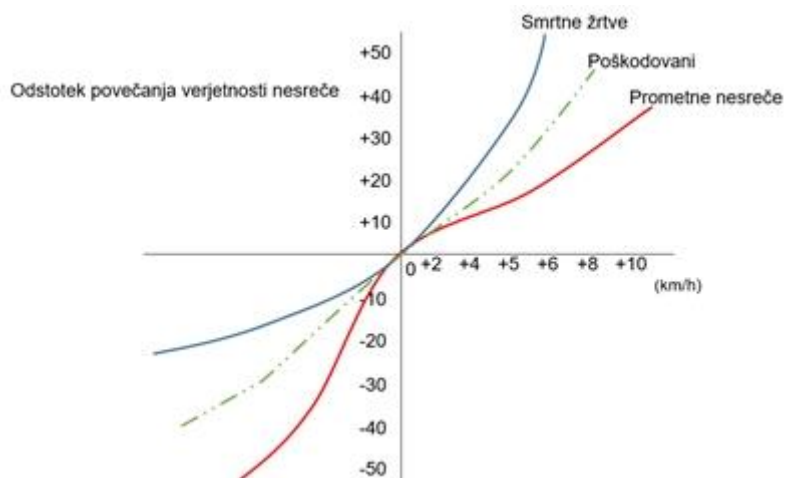 Smrtne žrtve
+50
Poškodovani
Odstotek povečanja verjetnosti nesreče
+40
Prometne nesreče
+30
+20
+10
0 +2 +4 +5 +6 +8 +10
(km/h)
-10
-20
-30
-40
-50